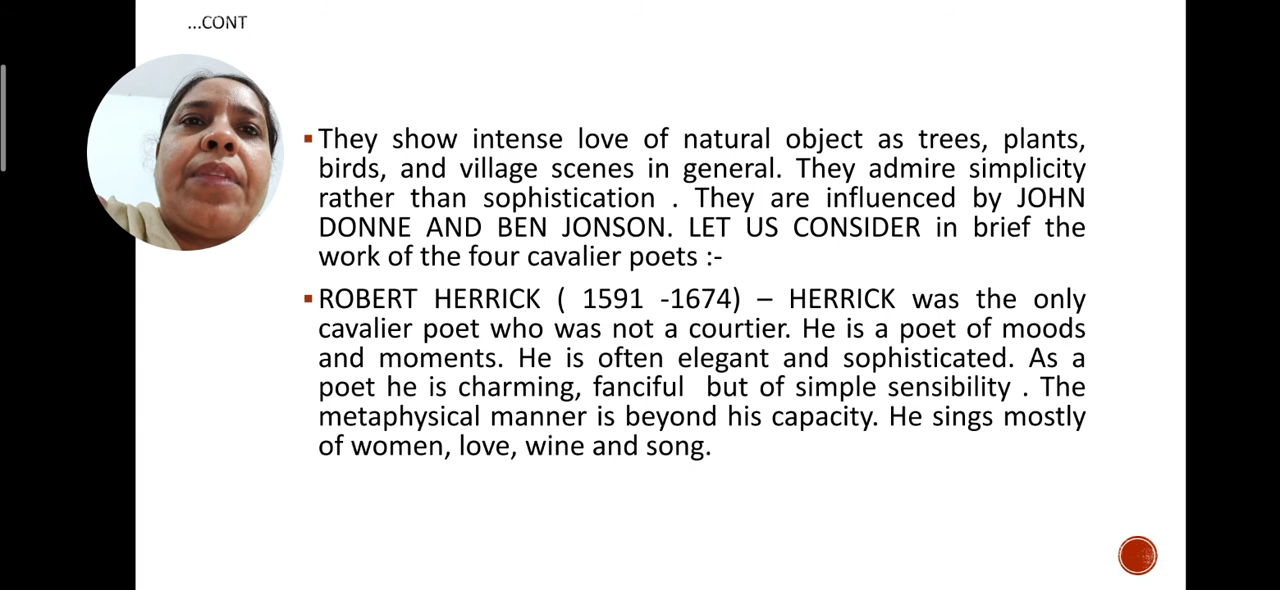 ...CONT
▪They show intense love of natural object as trees, plants,
birds, and village scenes in general. They admire simplicity
rather than sophistication . They are influenced by JOHN
DONNE AND BEN JONSON. LET US CONSIDER in brief the
work of the four cavalier poets :-
▪ROBERT HERRICK ( 1591 -1674) – HERRICK was the only
cavalier poet who was not a courtier. He is a poet of moods
and moments. He is often elegant and sophisticated. As a
poet he is charming, fanciful  but of simple sensibility . The
metaphysical manner is beyond his capacity. He sings mostly
of women, love, wine and song.